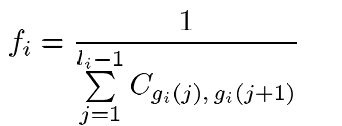 f_i = \frac{1}{\sum_{j=1}^{l_i-1} C_{g_i(j),\, g_i(j+1)}}